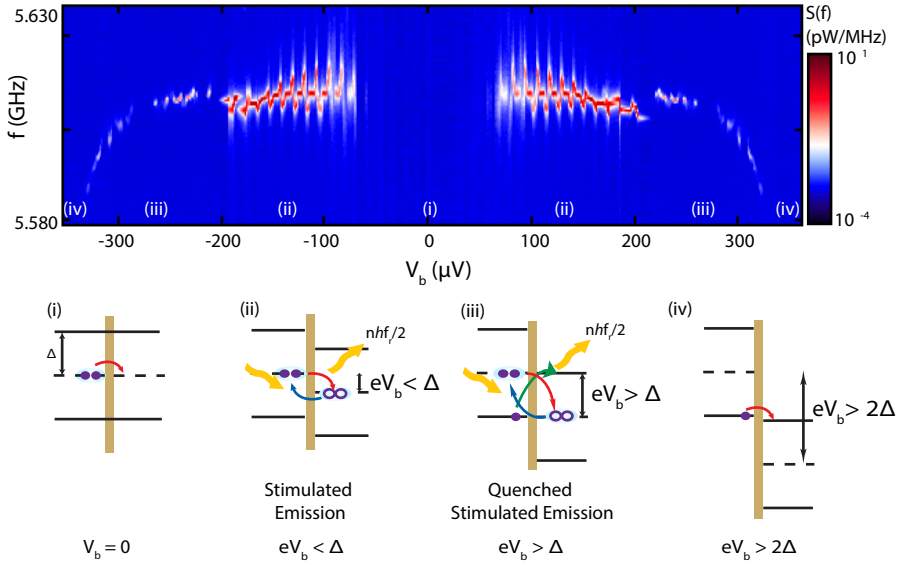 5.630
S(f)
(pW/MHz)
10 1
f (GHz)
(iv) (iii) (ii) (i) (ii) (iii) (iv)
5.580
10 -4
-300 -200 -100 0 100 200 300
V_b (μV)
(i) (ii) (iii) (iv)
nhf_r/2 nhf_r/2
Δ
eV_b < Δ eV_b > Δ eV_b > 2Δ
Stimulated Quenched
Emission Stimulated Emission
V_b = 0 eV_b < Δ eV_b > Δ eV_b > 2Δ